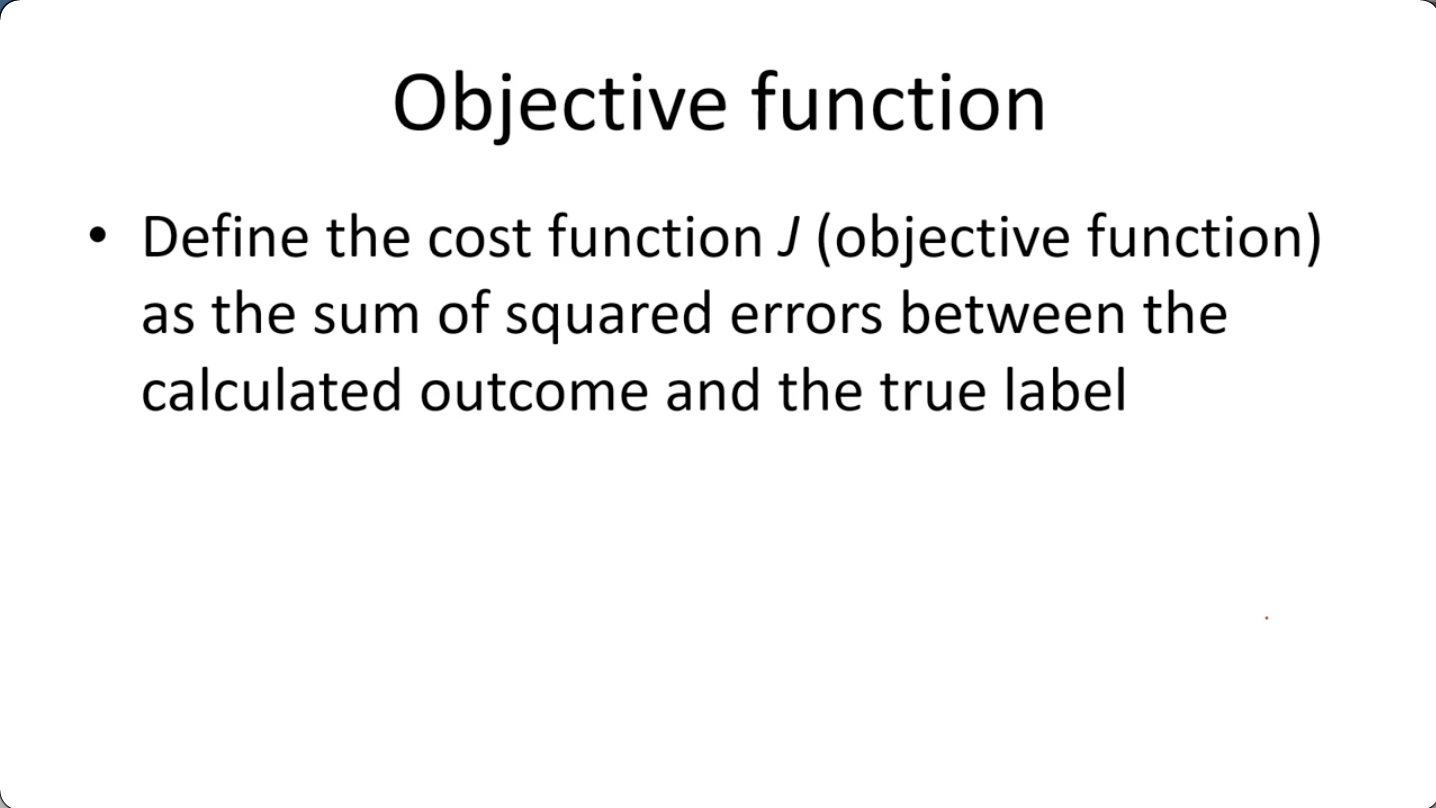 Objective function
• Define the cost function J (objective function)
as the sum of squared errors between the
calculated outcome and the true label